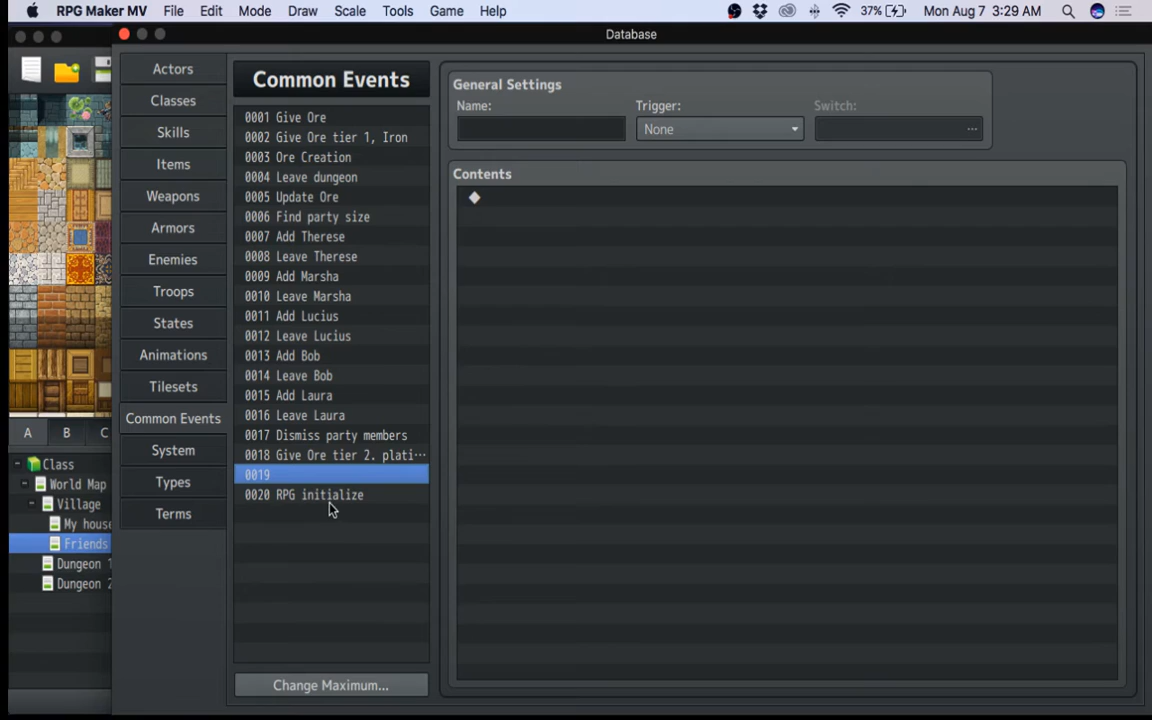 RPG Maker MV File Edit Mode Draw Scale Tools Game Help 37% Mon Aug 7 3:29 AM
Database
Actors
Classes
Skills
Items
Weapons
Armors
Enemies
Troops
States
Animations
Tilesets
Common Events
System
Types
Terms
Common Events
0001 Give Ore
0002 Give Ore tier 1, Iron
0003 Ore Creation
0004 Leave dungeon
0005 Update Ore
0006 Find party size
0007 Add Therese
0008 Leave Therese
0009 Add Marsha
0010 Leave Marsha
0011 Add Lucius
0012 Leave Lucius
0013 Add Bob
0014 Leave Bob
0015 Add Laura
0016 Leave Laura
0017 Dismiss party members
0018 Give Ore tier 2. plati…
0019
0020 RPG initialize
Change Maximum...
General Settings
Name: Trigger: Switch:
None ...
Contents
A B C
Class
World Map
Village
My house
Friends
Dungeon 1
Dungeon 2